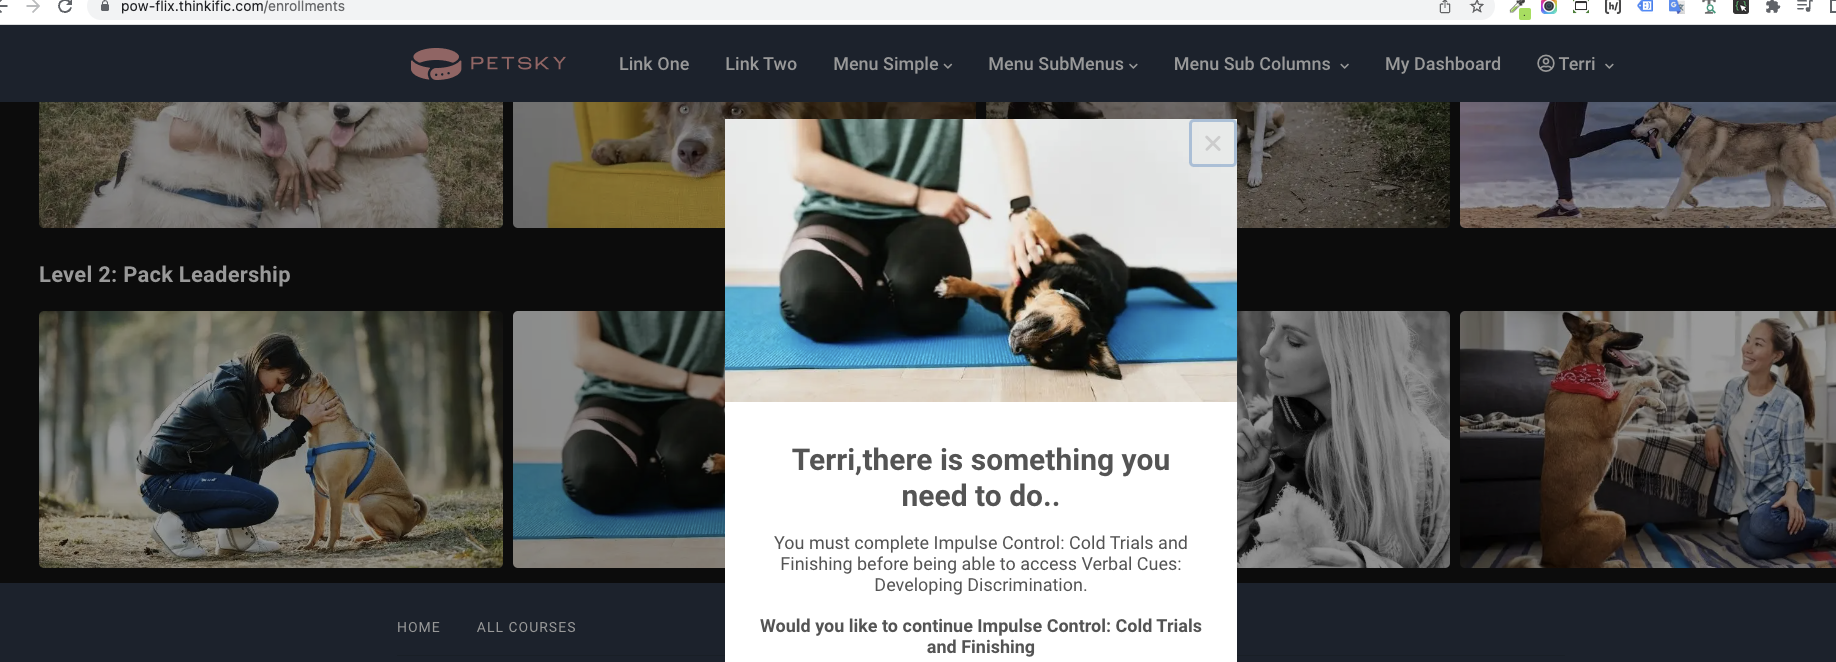 pow-flix.thinkific.com/enrollments
PETSKY
Link One
Link Two
Menu Simple
Menu SubMenus
Menu Sub Columns
My Dashboard
Terri
Level 2: Pack Leadership
Terri,there is something you
need to do..
You must complete Impulse Control: Cold Trials and
Finishing before being able to access Verbal Cues:
Developing Discrimination.
Would you like to continue Impulse Control: Cold Trials
and Finishing
HOME
ALL COURSES